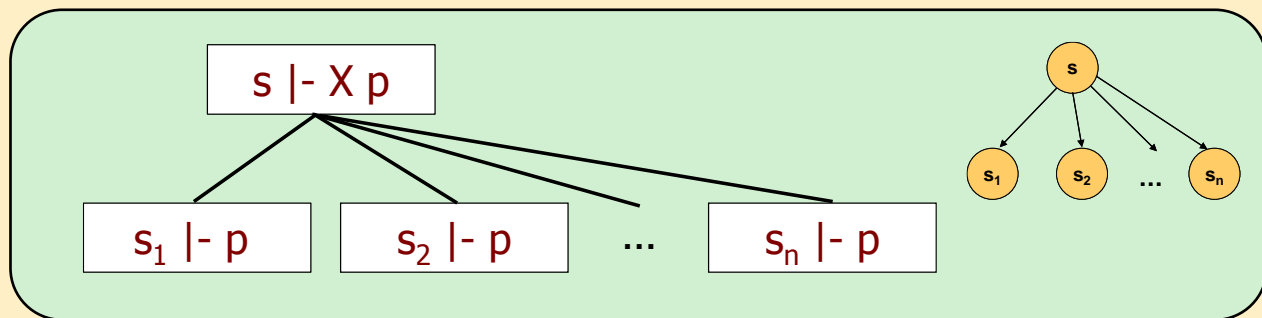 s |- X p
s₁ |- p
s₂ |- p
...
sₙ |- p
s
s₁
s₂
...
sₙ